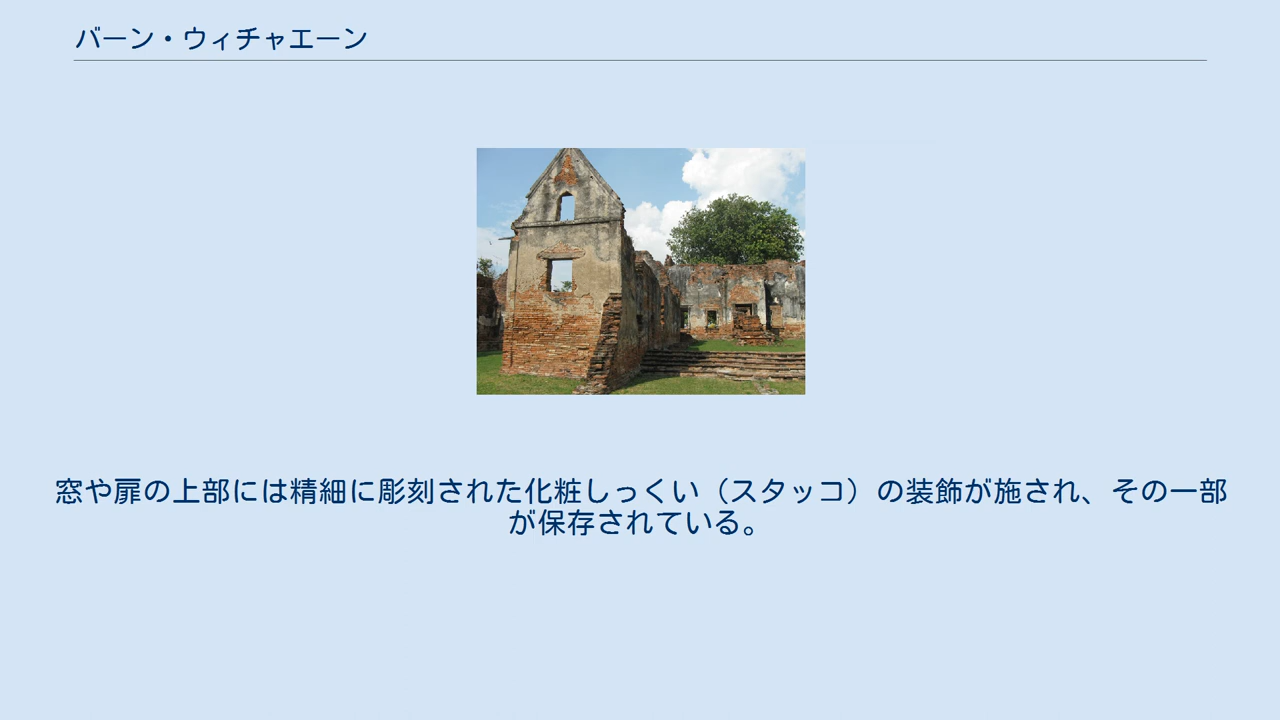 バーン・ウィチャエーン
窓や扉の上部には精細に彫刻された化粧しっくい（スタッコ）の装飾が施され、その一部
が保存されている。